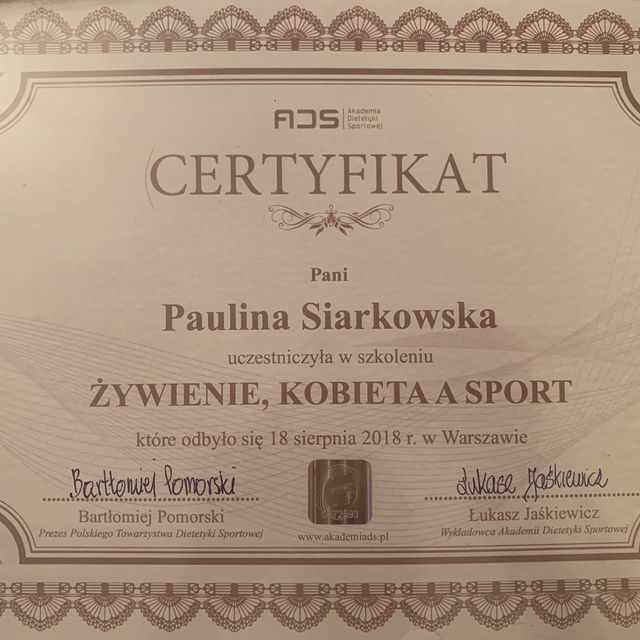 ADS Akademia
Dietetyki
Sportowej
CERTYFIKAT
Pani
Paulina Siarkowska
uczestniczyła w szkoleniu
ŻYWIENIE, KOBIETA A SPORT
które odbyło się 18 sierpnia 2018 r. w Warszawie
Bartłomiej Pomorski
Łukasz Jaśkiewicz
Bartłomiej Pomorski
Łukasz Jaśkiewicz
Prezes Polskiego Towarzystwa Dietetyki Sportowej
Wykładowca Akademii Dietetyki Sportowej
www.akademiads.pl